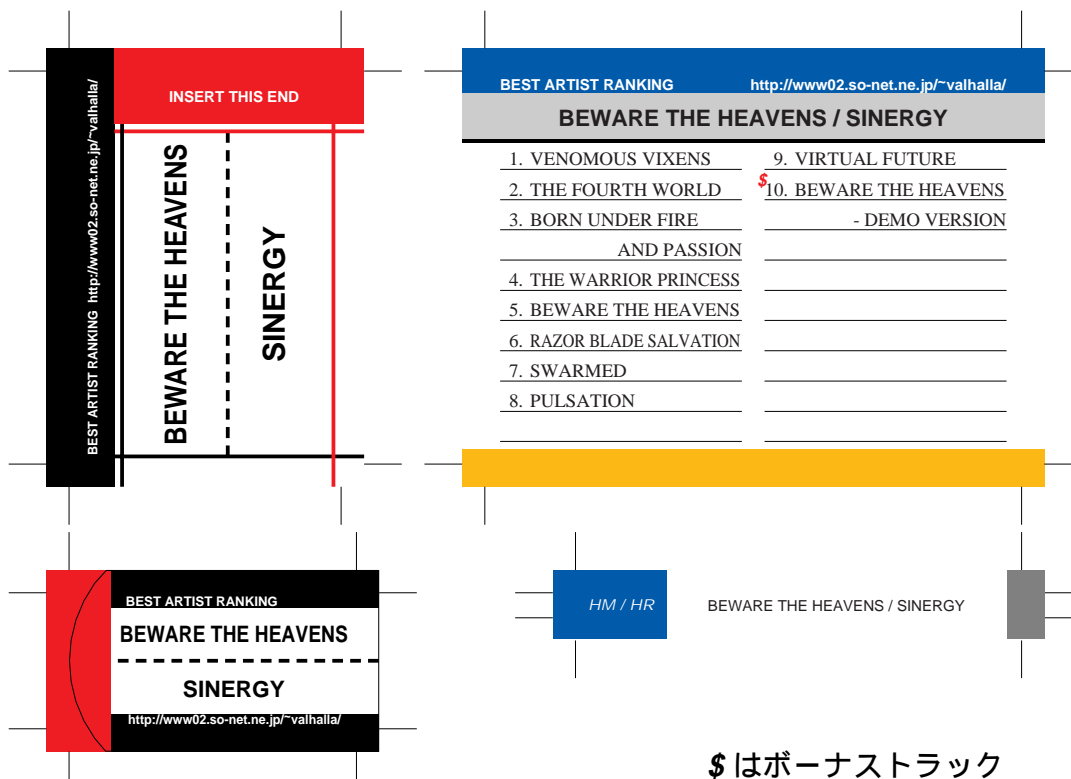 INSERT THIS END
BEST ARTIST RANKING http://www02.so-net.ne.jp/~valhalla/
BEWARE THE HEAVENS
SINERGY
BEST ARTIST RANKING http://www02.so-net.ne.jp/~valhalla/
BEWARE THE HEAVENS / SINERGY
1. VENOMOUS VIXENS
2. THE FOURTH WORLD
3. BORN UNDER FIRE
AND PASSION
4. THE WARRIOR PRINCESS
5. BEWARE THE HEAVENS
6. RAZOR BLADE SALVATION
7. SWARMED
8. PULSATION
9. VIRTUAL FUTURE
$10. BEWARE THE HEAVENS
- DEMO VERSION
BEST ARTIST RANKING
BEWARE THE HEAVENS
SINERGY
http://www02.so-net.ne.jp/~valhalla/
HM / HR
BEWARE THE HEAVENS / SINERGY
$ はボーナストラック